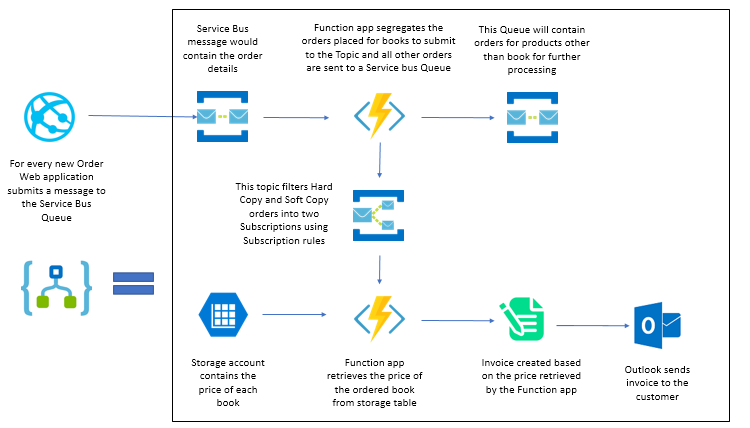 Service Bus
message would
contain the order
details
Function app segregates the
orders placed for books to submit
to the Topic and all other orders
are sent to a Service bus Queue
This Queue will contain
orders for products other
than book for further
processing
For every new Order
Web application
submits a message to
the Service Bus
Queue
This topic filters Hard
Copy and Soft Copy
orders into two
Subscriptions using
Subscription rules
Storage account
contains the
price of each
book
Function app
retrieves the price of
the ordered book
from storage table
Invoice created based
on the price retrieved
by the Function app
Outlook sends
invoice to the
customer